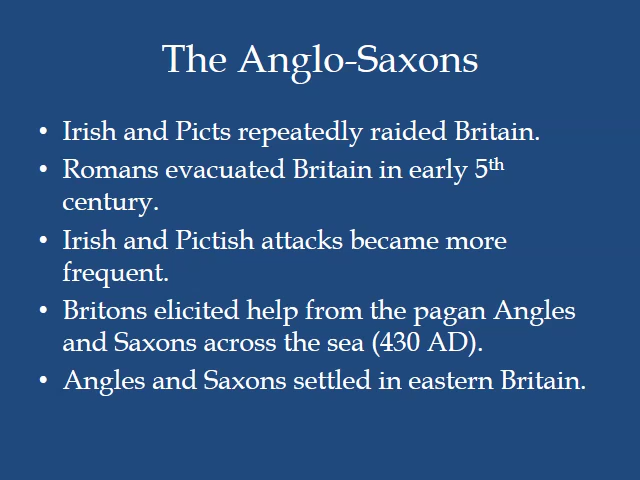 The Anglo-Saxons
• Irish and Picts repeatedly raided Britain.
• Romans evacuated Britain in early 5th
century.
• Irish and Pictish attacks became more
frequent.
• Britons elicited help from the pagan Angles
and Saxons across the sea (430 AD).
• Angles and Saxons settled in eastern Britain.